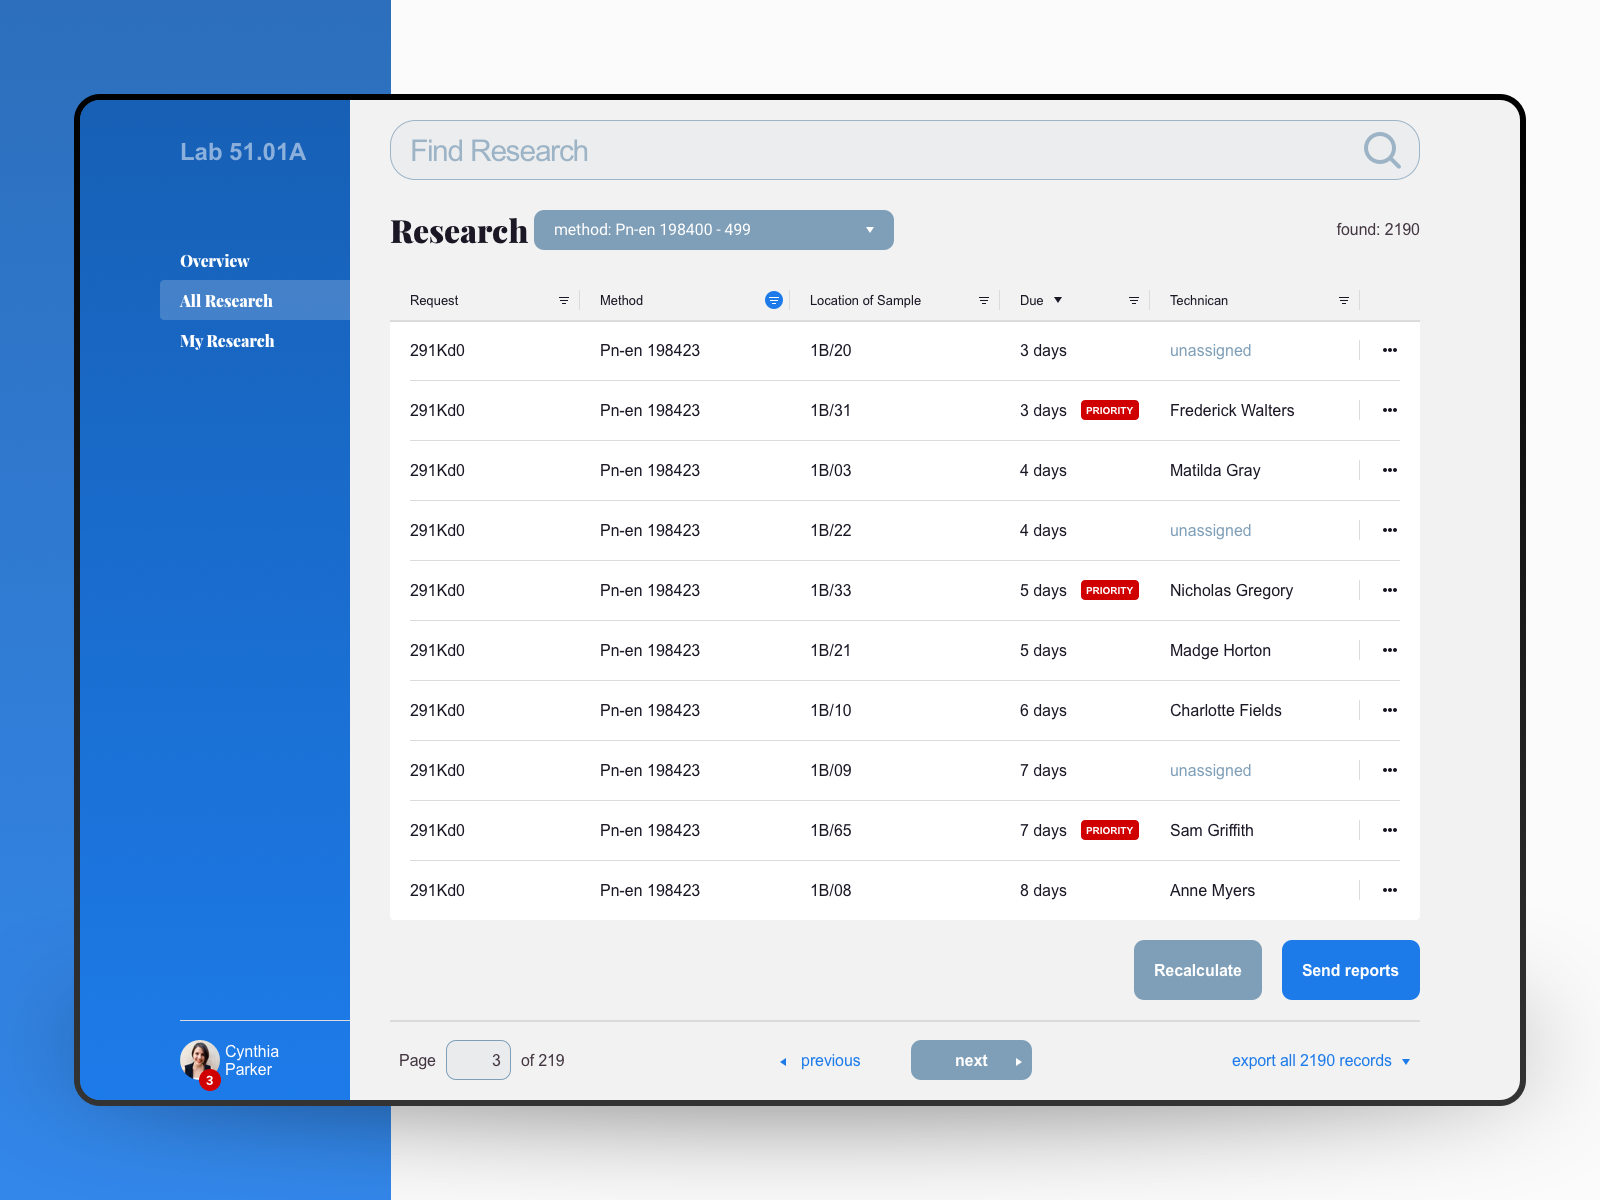 Lab 51.01A
Overview
All Research
My Research
Cynthia
Parker
3
Find Research
Research method: Pn-en 198400 - 499 found: 2190
Request Method Location of Sample Due Technican
291Kd0 Pn-en 198423 1B/20 3 days unassigned
291Kd0 Pn-en 198423 1B/31 3 days PRIORITY Frederick Walters
291Kd0 Pn-en 198423 1B/03 4 days Matilda Gray
291Kd0 Pn-en 198423 1B/22 4 days unassigned
291Kd0 Pn-en 198423 1B/33 5 days PRIORITY Nicholas Gregory
291Kd0 Pn-en 198423 1B/21 5 days Madge Horton
291Kd0 Pn-en 198423 1B/10 6 days Charlotte Fields
291Kd0 Pn-en 198423 1B/09 7 days unassigned
291Kd0 Pn-en 198423 1B/65 7 days PRIORITY Sam Griffith
291Kd0 Pn-en 198423 1B/08 8 days Anne Myers
Recalculate Send reports
Page 3 of 219 previous next export all 2190 records